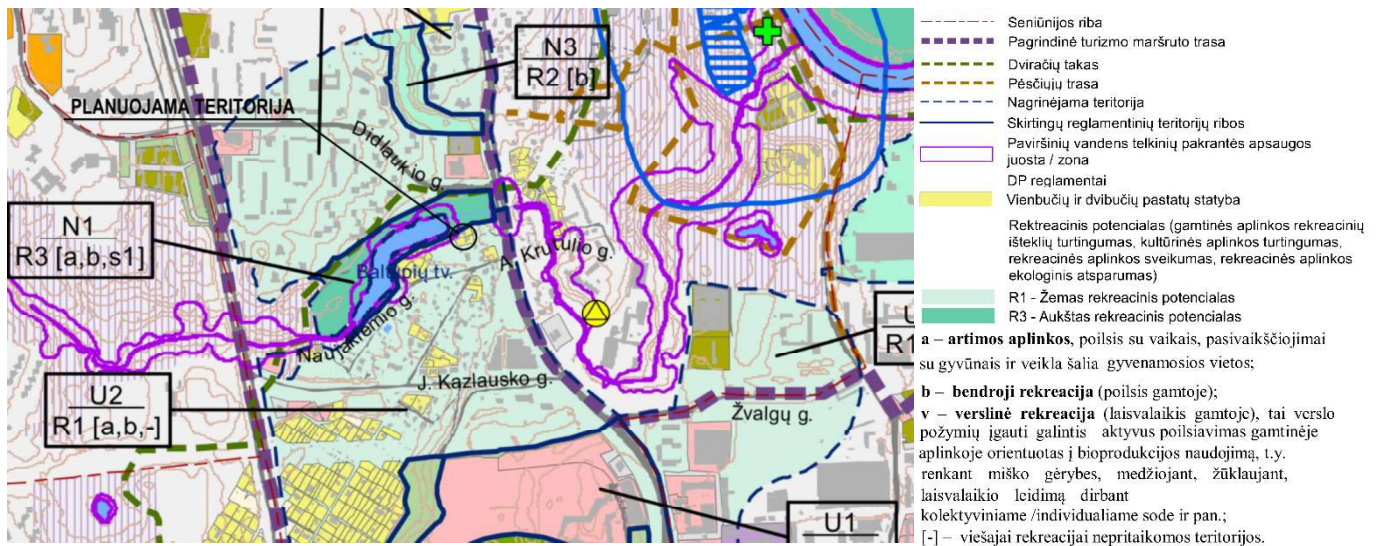 N3
R2 [b]
PLANUOJAMA TERITORIJA
Didlaukio g.
N1
R3 [a,b,s1]
Baltupių tv.
A. Krutulio g.
Naujakiemio g.
U2
R1 [a,b,-]
J. Kazlausko g.
Žvalgų g.
U
R1
U1
Seniūnijos riba
Pagrindinė turizmo maršruto trasa
Dviračių takas
Pėsčiųjų trasa
Nagrinėjama teritorija
Skirtingų reglamentinių teritorijų ribos
Paviršinių vandens telkinių pakrantės apsaugos
juosta / zona
DP reglamentai
Vienbučių ir dvibučių pastatų statyba
Rektreacinis potencialas (gamtinės aplinkos rekreacinių
išteklių turtingumas, kultūrinės aplinkos turtingumas,
rekreacinės aplinkos sveikumas, rekreacinės aplinkos
ekologinis atsparumas)
R1 - Žemas rekreacinis potencialas
R3 - Aukštas rekreacinis potencialas
a – artimos aplinkos, poilsis su vaikais, pasivaikščiojimai
su gyvūnais ir veikla šalia gyvenamosios vietos;
b – bendroji rekreacija (poilsis gamtoje);
v – verslinė rekreacija (laisvalaikis gamtoje), tai verslo
požymių įgauti galintis aktyvus poilsiavimas gamtinėje
aplinkoje orientuotas į bioprodukcijos naudojimą, t.y.
renkant miško gėrybes, medžiojant, žūklaujant,
laisvalaikio leidimą dirbant
kolektyviniame /individualiame sode ir pan.;
[-] – viešajai rekreacijai nepritaikomos teritorijos.